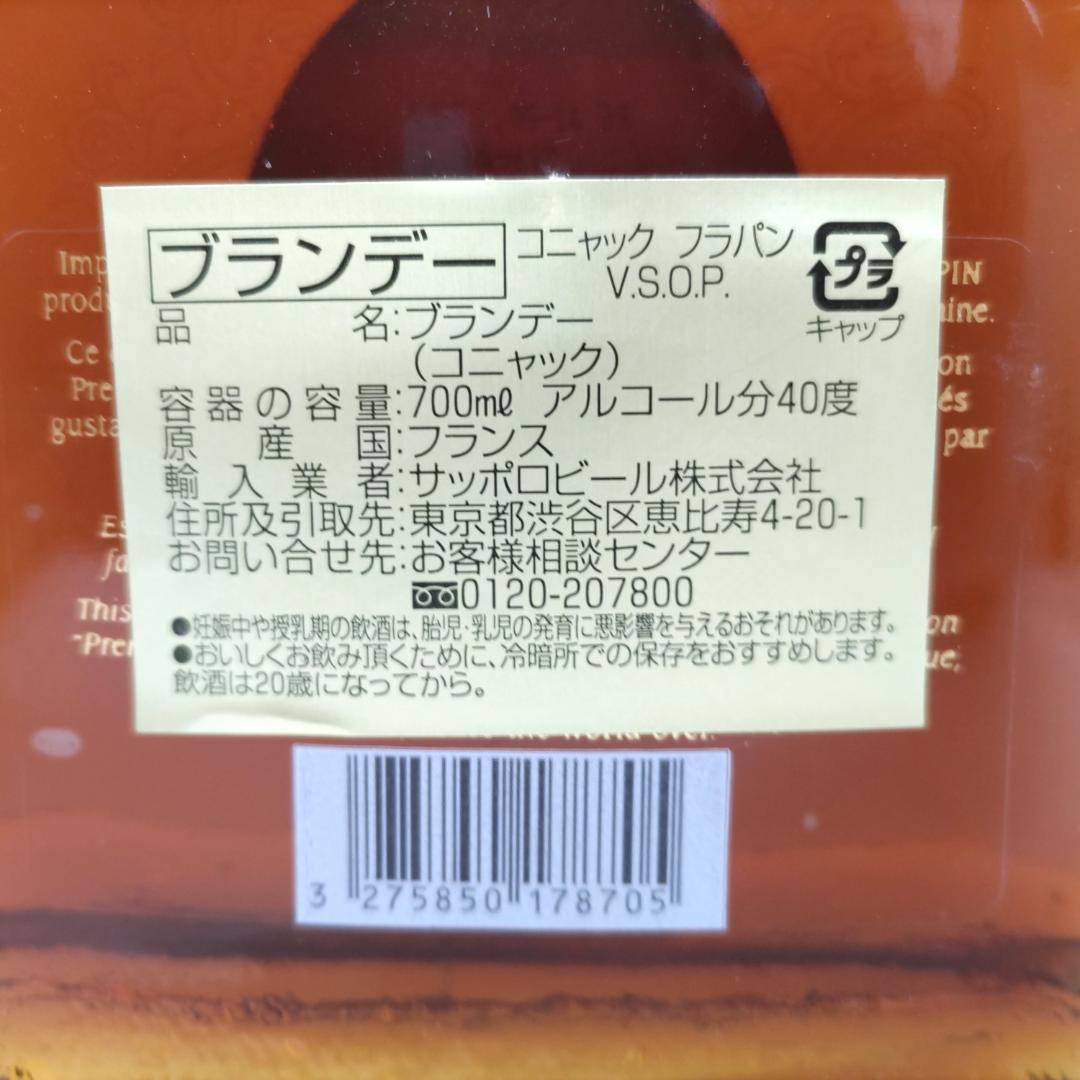 ブランデー
コニャック フラパン
V.S.O.P.
プラ
キャップ
品名:ブランデー
(コニャック)
容器の容量:700mℓ アルコール分40度
原産国:フランス
輸入業者:サッポロビール株式会社
住所及引取先:東京都渋谷区恵比寿4-20-1
お問い合せ先:お客様相談センター
0120-207800
●妊娠中や授乳期の飲酒は、胎児・乳児の発育に悪影響を与えるおそれがあります。
●おいしくお飲み頂くために、冷暗所での保存をおすすめします。
飲酒は20歳になってから。
Ce
par
This
world over.
3 275850 178705